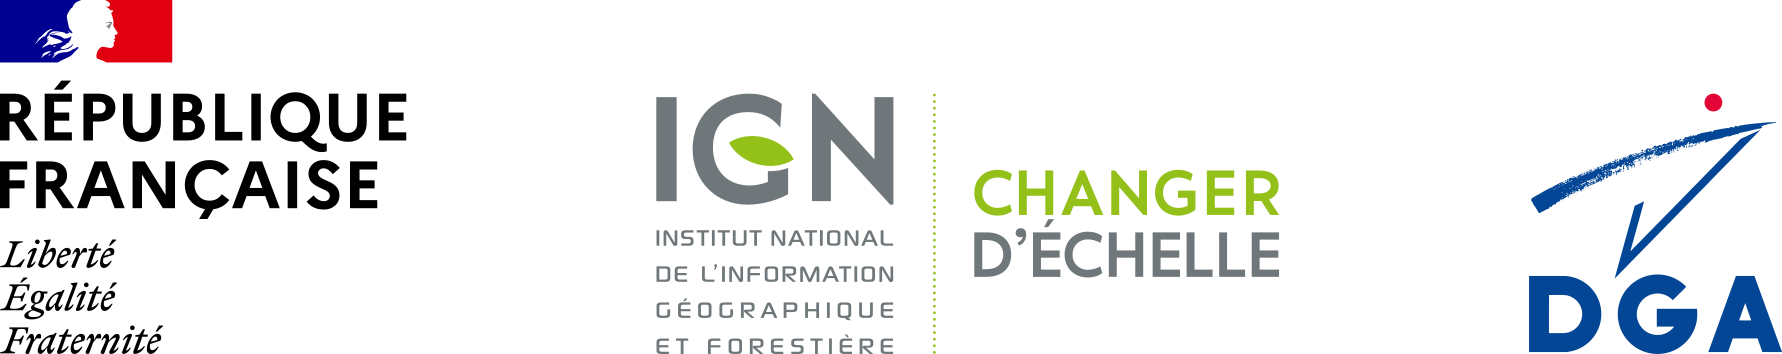 RÉPUBLIQUE
FRANÇAISE
Liberté
Égalité
Fraternité
IGN
INSTITUT NATIONAL
DE L'INFORMATION
GÉOGRAPHIQUE
ET FORESTIÈRE
CHANGER
D'ÉCHELLE
DGA